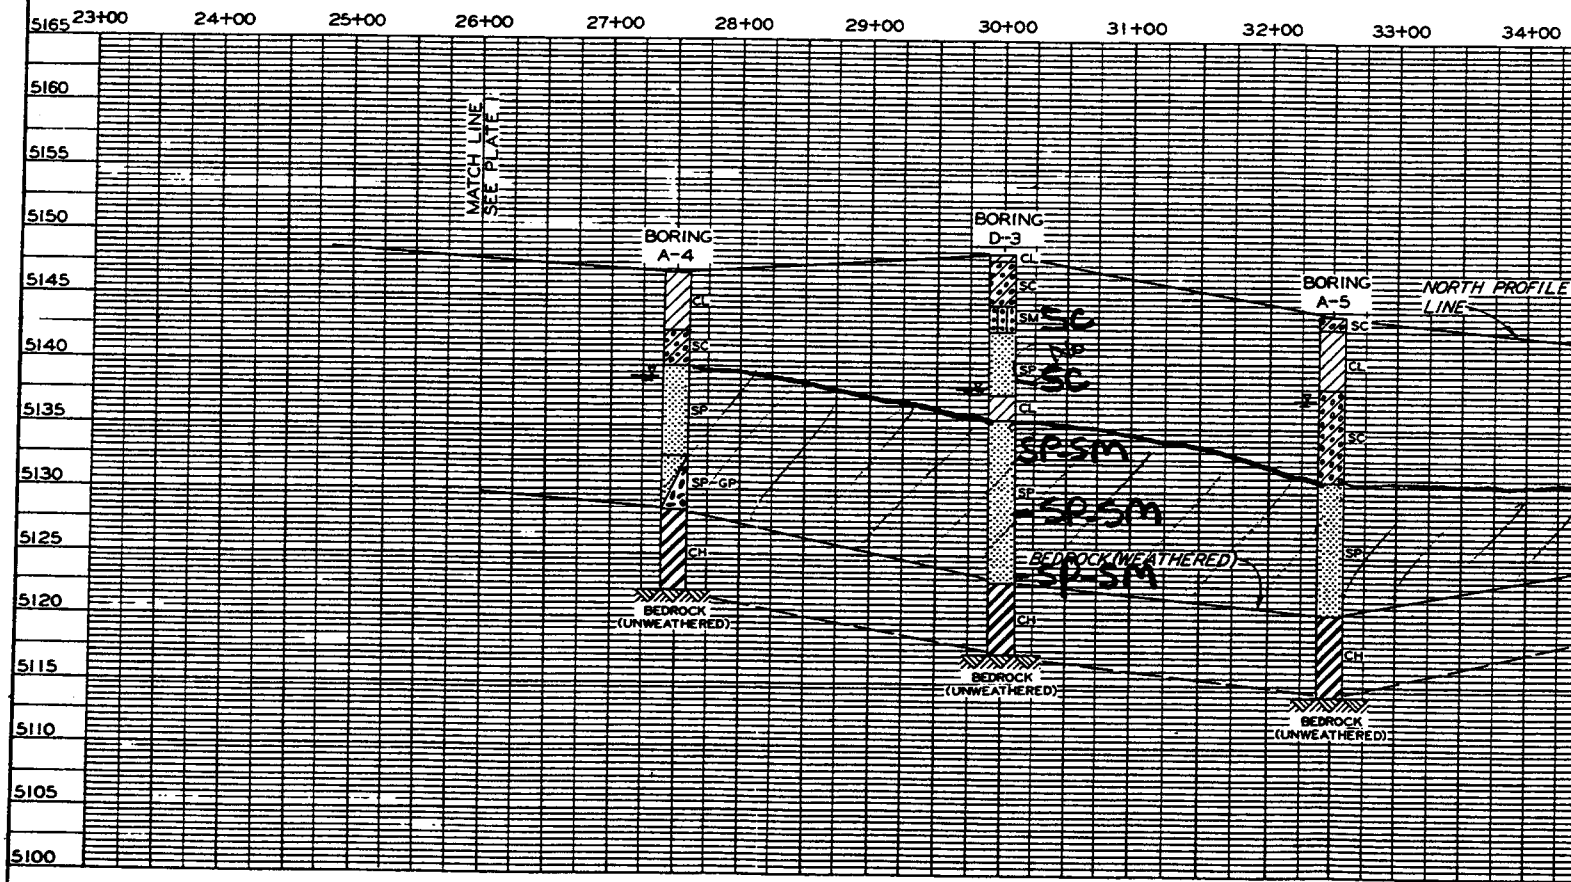 23+00 24+00 25+00 26+00 27+00 28+00 29+00 30+00 31+00 32+00 33+00 34+00
5165
5160
5155
5150
5145
5140
5135
5130
5125
5120
5115
5110
5105
5100
MATCH LINE
SEE PLATE 1
BORING
A-4
CL
SC
SP
SP-GP
CH
BEDROCK
(UNWEATHERED)
BORING
D-3
CL
SC
SM SC
No
SP
-SC
CL
SP-SM
SP
-SP-SM
BEDROCK (WEATHERED)
-SP-SM
CH
BEDROCK
(UNWEATHERED)
BORING
A-5
SC
CL
SC
SP
CH
BEDROCK
(UNWEATHERED)
NORTH PROFILE
LINE